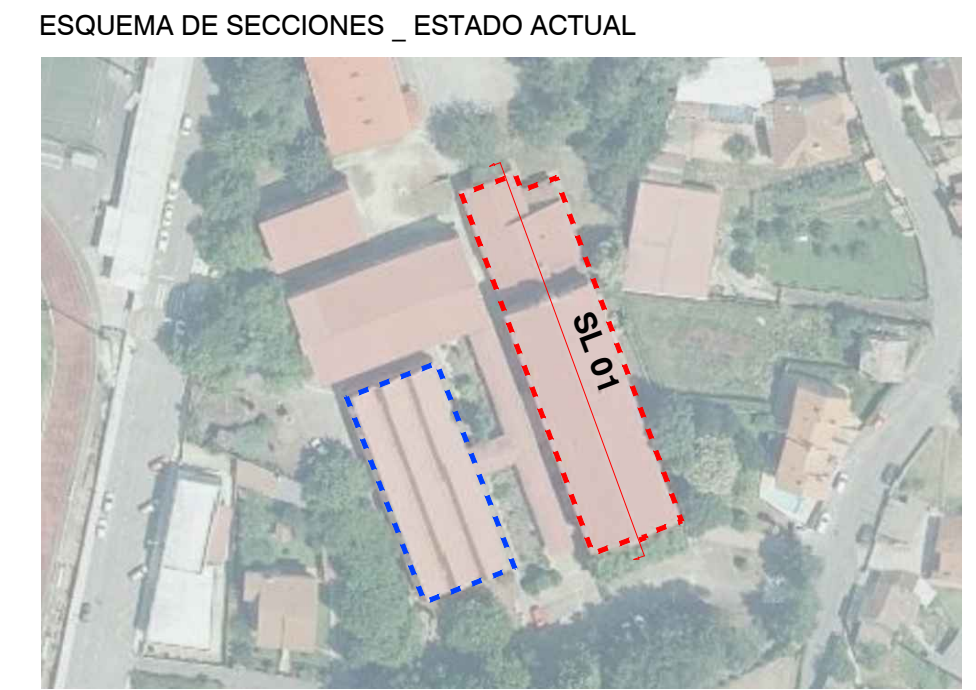 ESQUEMA DE SECCIONES _ ESTADO ACTUAL
SL 01